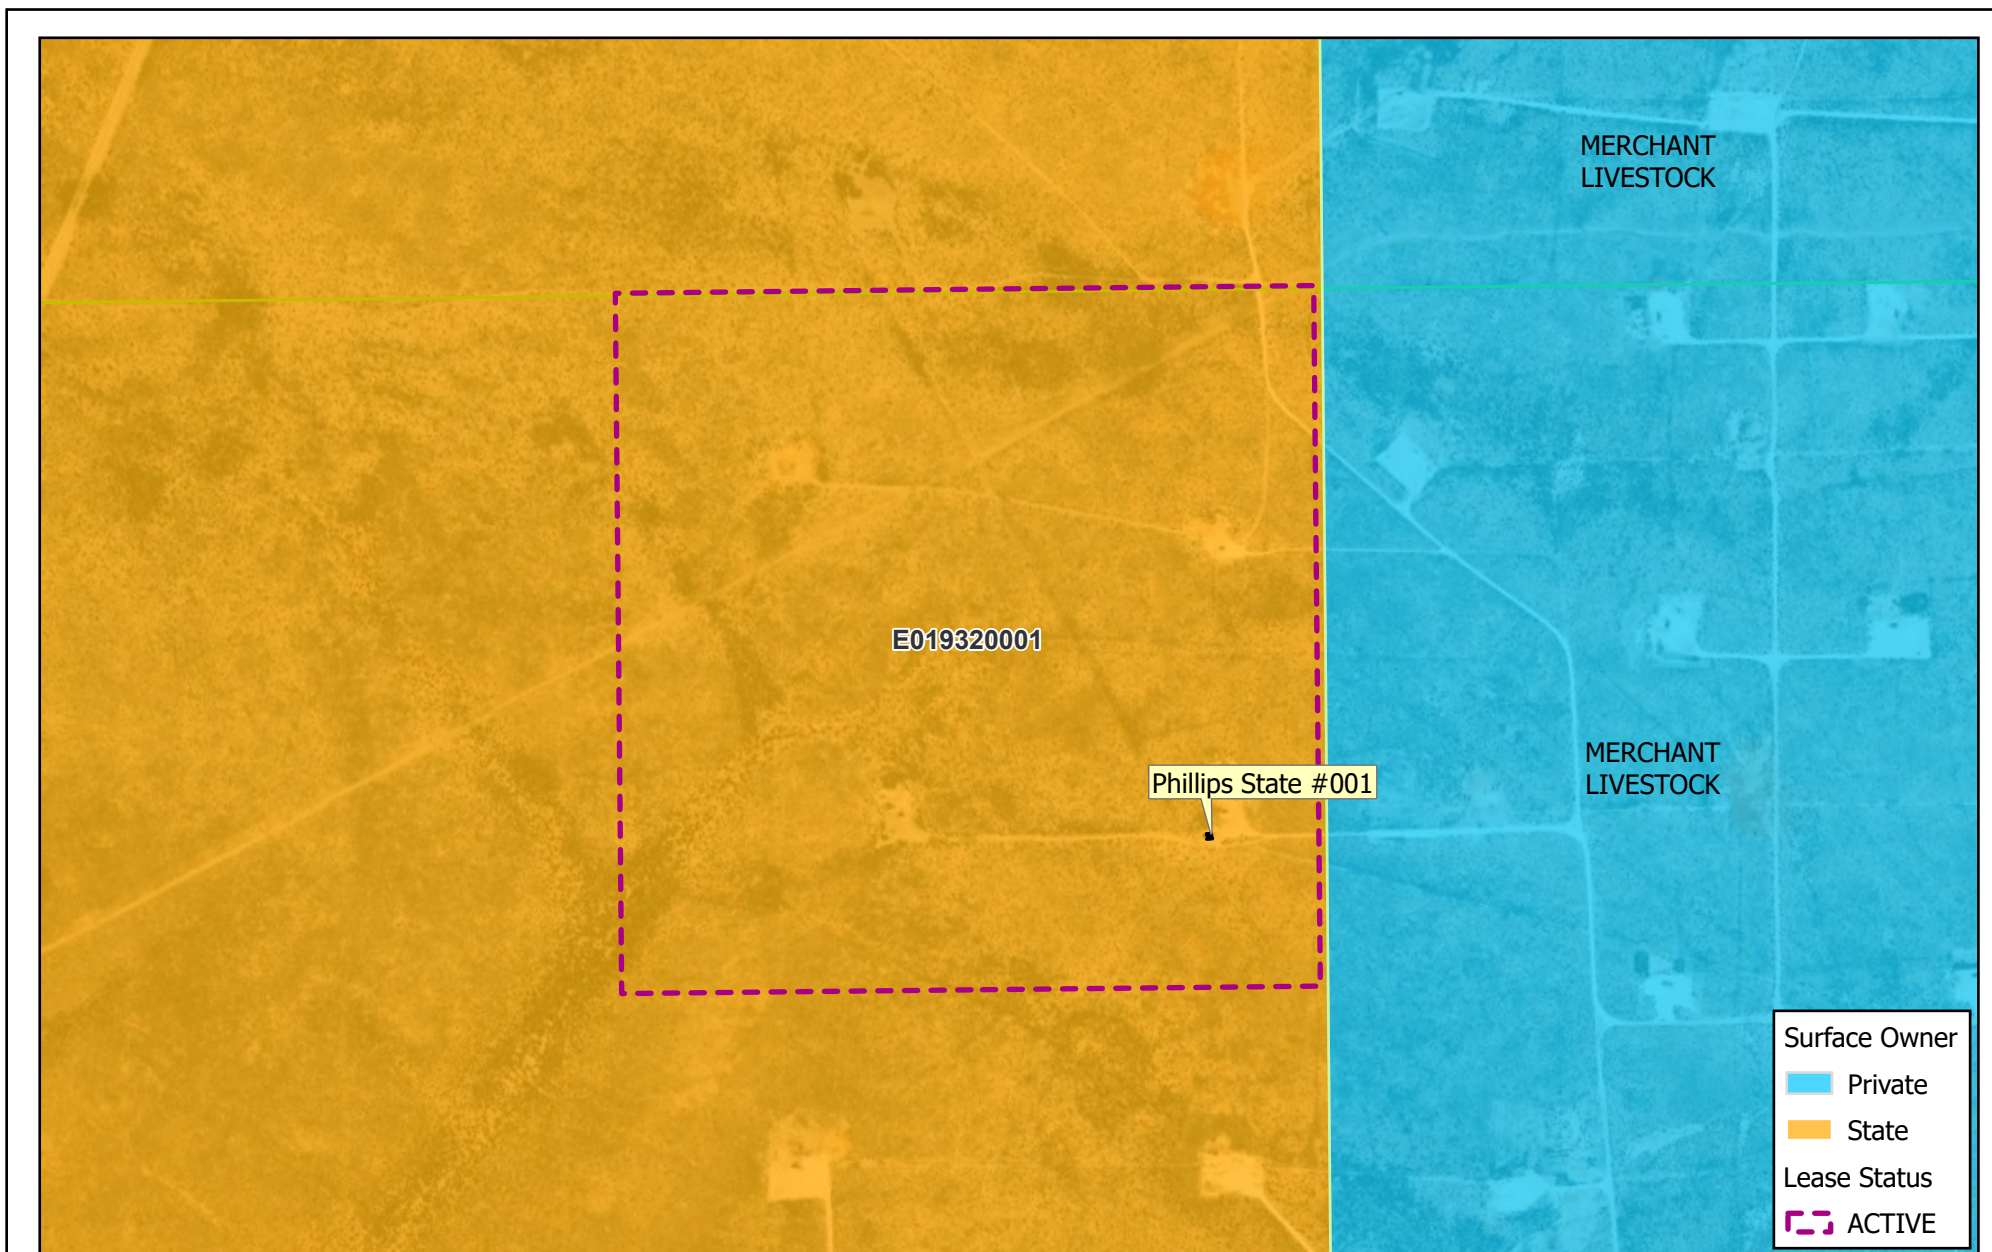 MERCHANT
LIVESTOCK
E019320001
MERCHANT
LIVESTOCK
Phillips State #001
Surface Owner
Private
State
Lease Status
ACTIVE